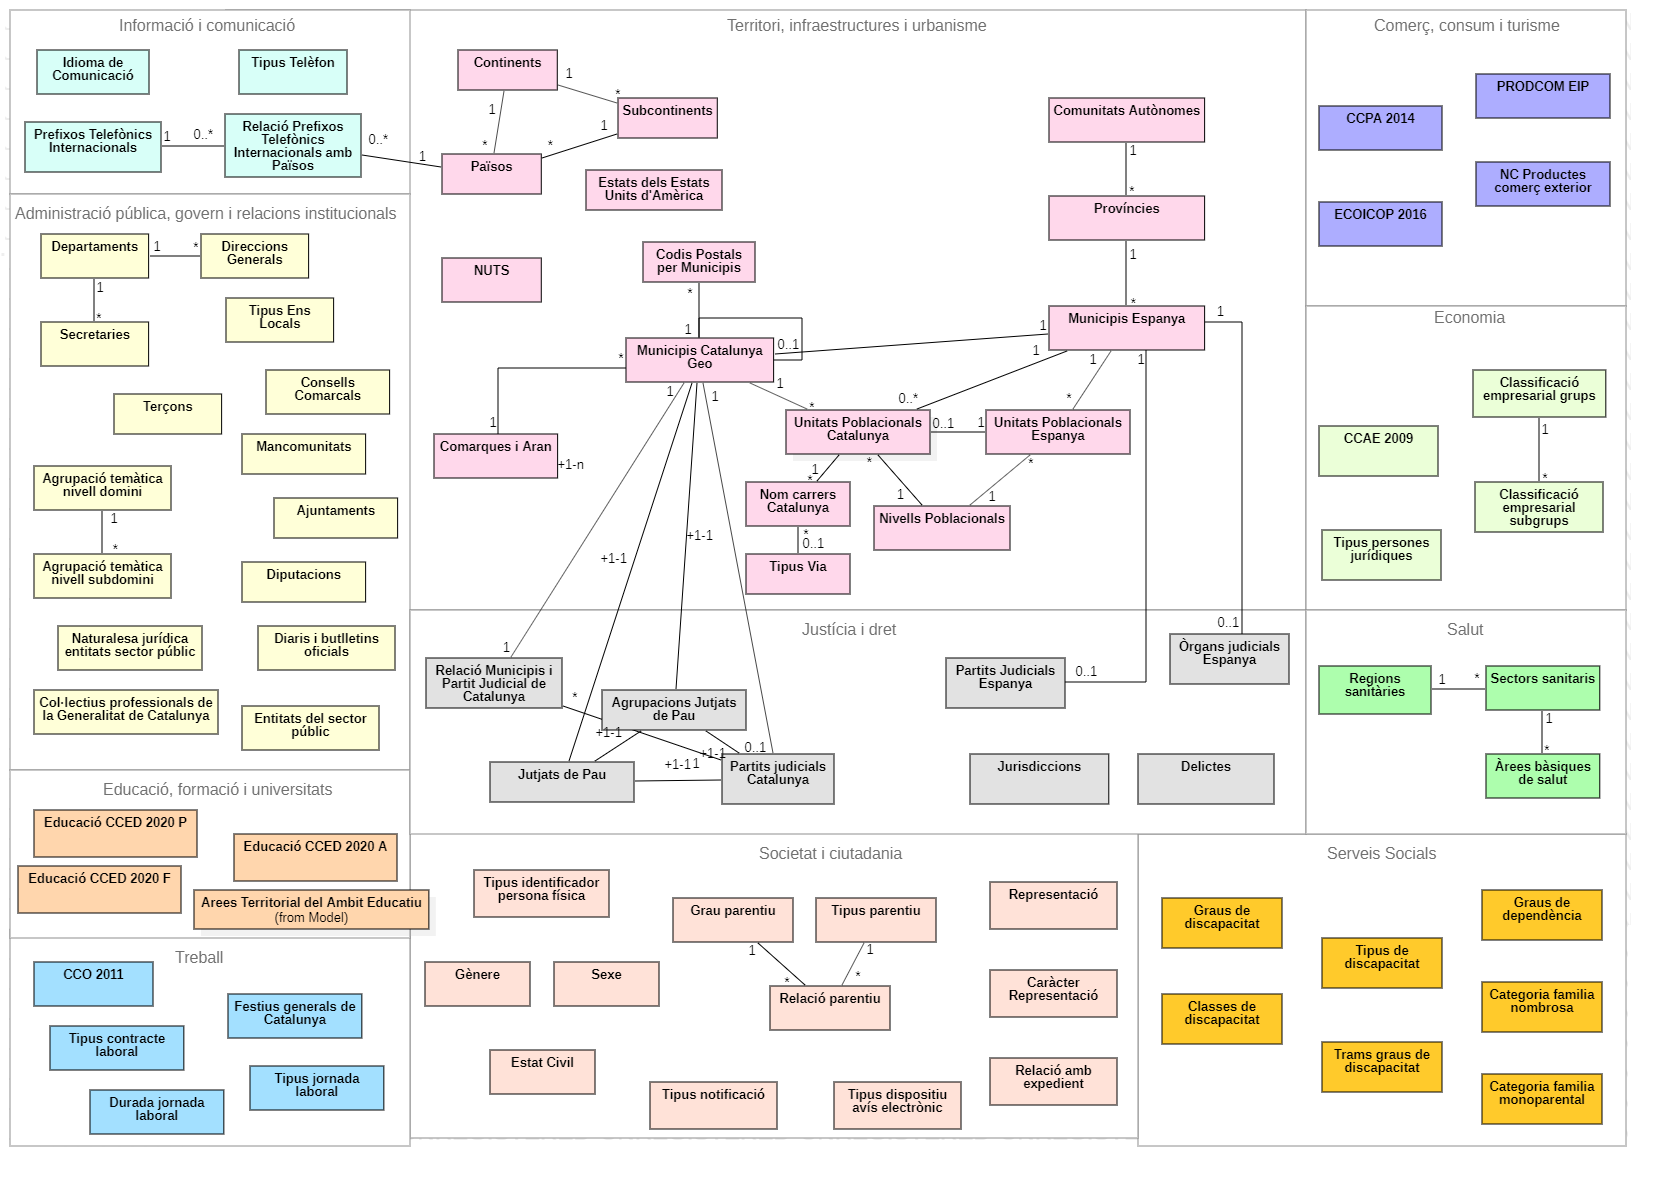 Informació i comunicació
Idioma de
Comunicació
Tipus Telèfon
Prefixos Telefònics
Internacionals
1
0..*
Relació Prefixos
Telefònics
Internacionals amb
Països
0..*
1
Administració pública, govern i relacions institucionals
Departaments
1
*
Direccions
Generals
1
*
Secretaries
Tipus Ens
Locals
Consells
Comarcals
Terçons
Mancomunitats
Agrupació temàtica
nivell domini
1
*
Ajuntaments
Agrupació temàtica
nivell subdomini
Diputacions
Naturalesa jurídica
entitats sector públic
Diaris i butlletins
oficials
Col·lectius professionals de
la Generalitat de Catalunya
Entitats del sector
públic
Educació, formació i universitats
Educació CCED 2020 P
Educació CCED 2020 A
Educació CCED 2020 F
Arees Territorial del Ambit Educatiu
(from Model)
Treball
CCO 2011
Festius generals de
Catalunya
Tipus contracte
laboral
Tipus jornada
laboral
Durada jornada
laboral
Territori, infraestructures i urbanisme
Continents
1
*
Subcontinents
1
*
1
*
Països
Estats dels Estats
Units d'Amèrica
NUTS
Comunitats Autònomes
1
*
Províncies
1
*
Municipis Espanya
1
Codis Postals
per Municipis
*
1
Municipis Catalunya
Geo
0..1
1
*
1
Comarques i Aran
+1-n
1
1
1
*
0..*
1
1
1
*
Unitats Poblacionals
Catalunya
0..1
1
Unitats Poblacionals
Espanya
1
*
*
1
*
1
Nom carrers
Catalunya
Nivells Poblacionals
*
0..1
Tipus Via
+1-1
+1-1
Justícia i dret
1
Relació Municipis i
Partit Judicial de
Catalunya
*
Agrupacions Jutjats
de Pau
+1-1
+1-1
0..1
Jutjats de Pau
+1-1
1
Partits judicials
Catalunya
Partits Judicials
Espanya
0..1
0..1
Òrgans judicials
Espanya
Jurisdiccions
Delictes
Societat i ciutadania
Tipus identificador
persona física
Grau parentiu
Tipus parentiu
Representació
1
1
*
*
Gènere
Sexe
Relació parentiu
Caràcter
Representació
Estat Civil
Relació amb
expedient
Tipus notificació
Tipus dispositiu
avís electrònic
Comerç, consum i turisme
PRODCOM EIP
CCPA 2014
NC Productes
comerç exterior
ECOICOP 2016
Economia
Classificació
empresarial grups
1
*
CCAE 2009
Classificació
empresarial
subgrups
Tipus persones
jurídiques
Salut
Regions
sanitàries
1
*
Sectors sanitaris
1
*
Àrees bàsiques
de salut
Serveis Socials
Graus de
discapacitat
Graus de
dependència
Tipus de
discapacitat
Classes de
discapacitat
Categoria familia
nombrosa
Trams graus de
discapacitat
Categoria familia
monoparental